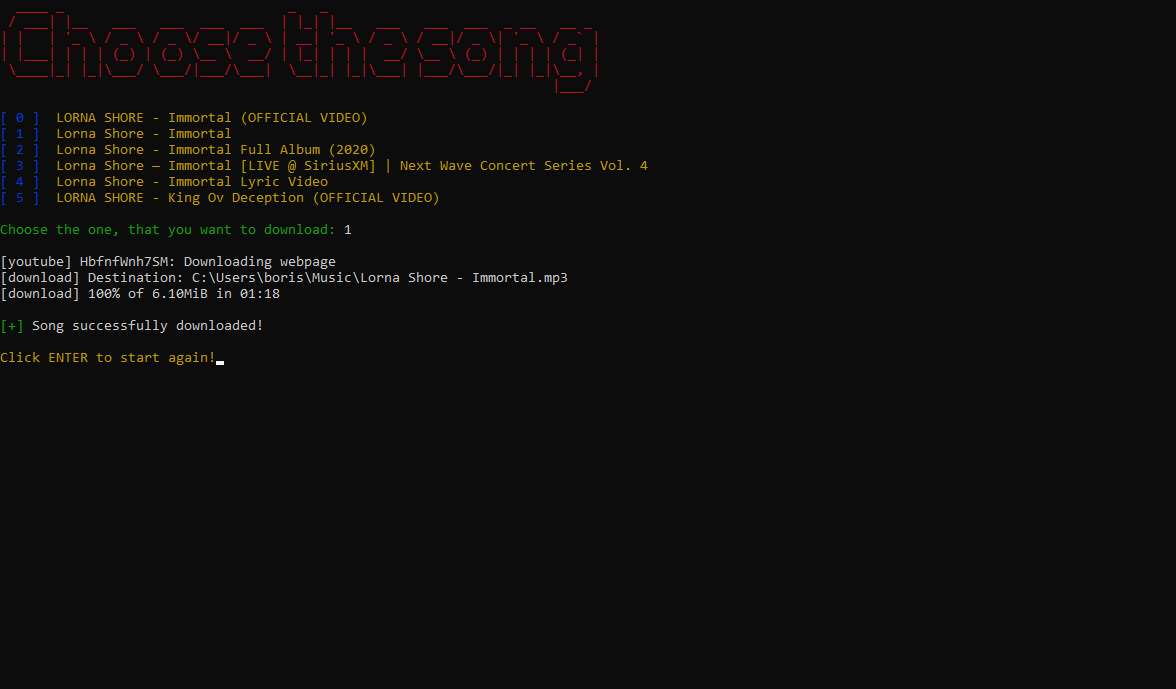 Choose the song
[ 0 ]  LORNA SHORE - Immortal (OFFICIAL VIDEO)
[ 1 ]  Lorna Shore - Immortal
[ 2 ]  Lorna Shore - Immortal Full Album (2020)
[ 3 ]  Lorna Shore — Immortal [LIVE @ SiriusXM] | Next Wave Concert Series Vol. 4
[ 4 ]  Lorna Shore - Immortal Lyric Video
[ 5 ]  LORNA SHORE - King Ov Deception (OFFICIAL VIDEO)
Choose the one, that you want to download: 1
[youtube] HbfnfWnh7SM: Downloading webpage
[download] Destination: C:\Users\boris\Music\Lorna Shore - Immortal.mp3
[download] 100% of 6.10MiB in 01:18
[+] Song successfully downloaded!
Click ENTER to start again!